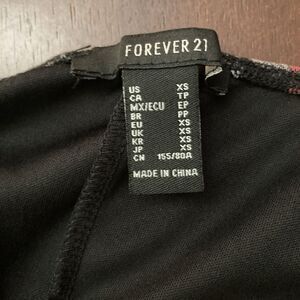 FOREVER 21
US XS
CA TP
MX/ECU EP
BR PP
EU XS
UK XS
KR XS
JP XS
CN 155/80A
MADE IN CHINA